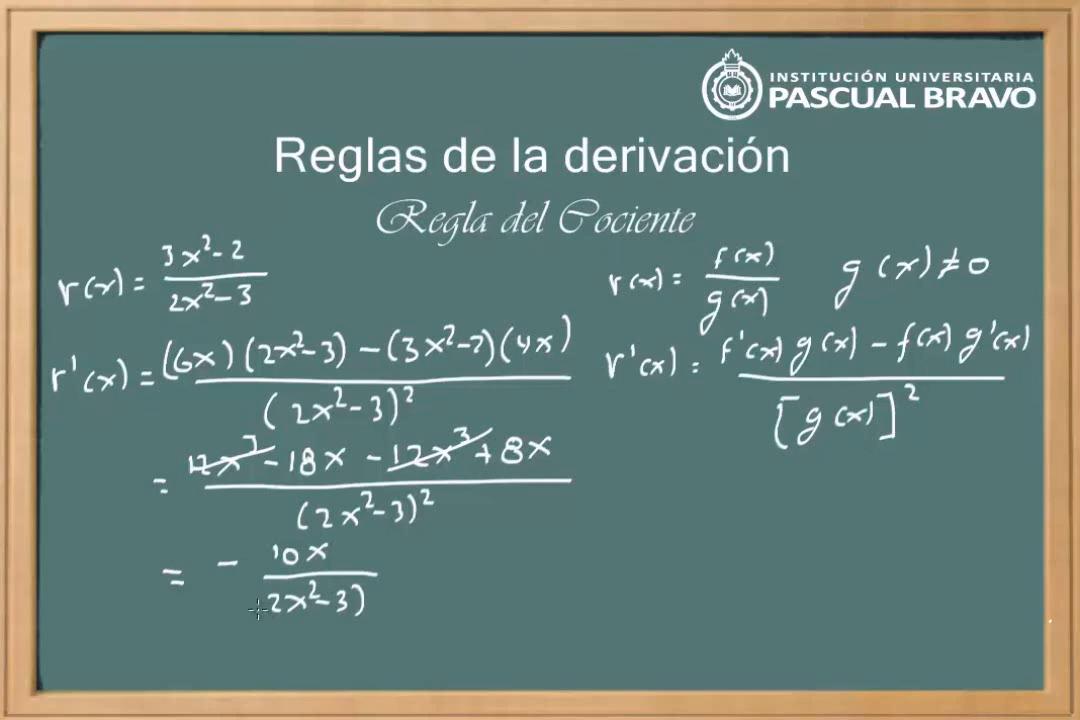 INSTITUCIÓN UNIVERSITARIA
PASCUAL BRAVO
Reglas de la derivación
Regla del Cociente
r(x) = (3x² - 2) / (2x² - 3)
r(x) = f(x) / g(x)    g(x) ≠ 0
r'(x) = ((6x)(2x² - 3) - (3x² - 2)(4x)) / (2x² - 3)²
r'(x) = (f'(x) g(x) - f(x) g'(x)) / [g(x)]²
= (12x³ - 18x - 12x³ + 8x) / (2x² - 3)²
= - 10x / 2x² - 3)